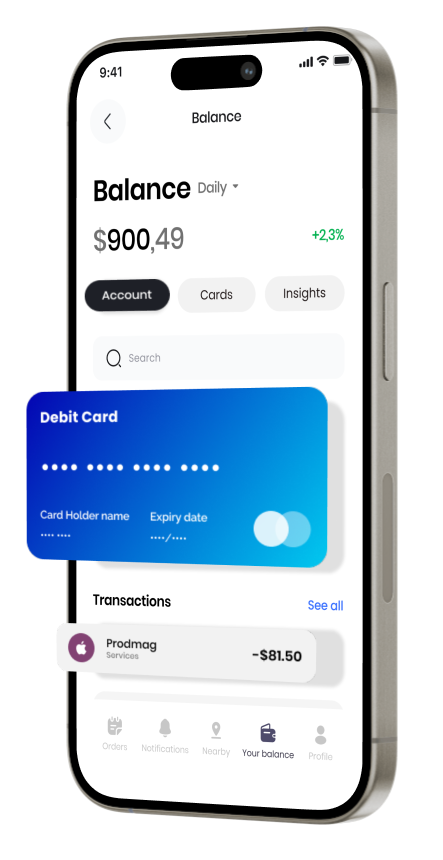 9:41
Balance
Balance Daily
$900,49
+2,3%
Account
Cards
Insights
Search
Debit Card
•••• •••• •••• ••••
Card Holder name
Expiry date
•••• ••••
••••/••••
Transactions
See all
Prodmag
Services
-$81.50
Orders
Notifications
Nearby
Your balance
Profile